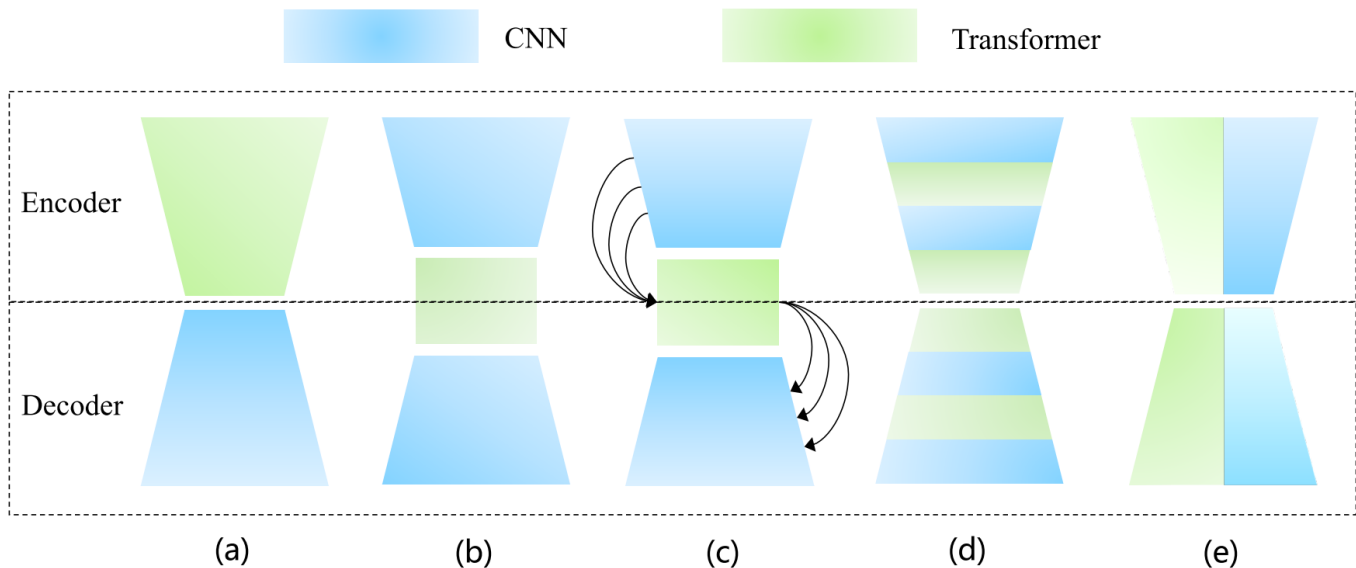 CNN
Transformer
Encoder
Decoder
(a)
(b)
(c)
(d)
(e)